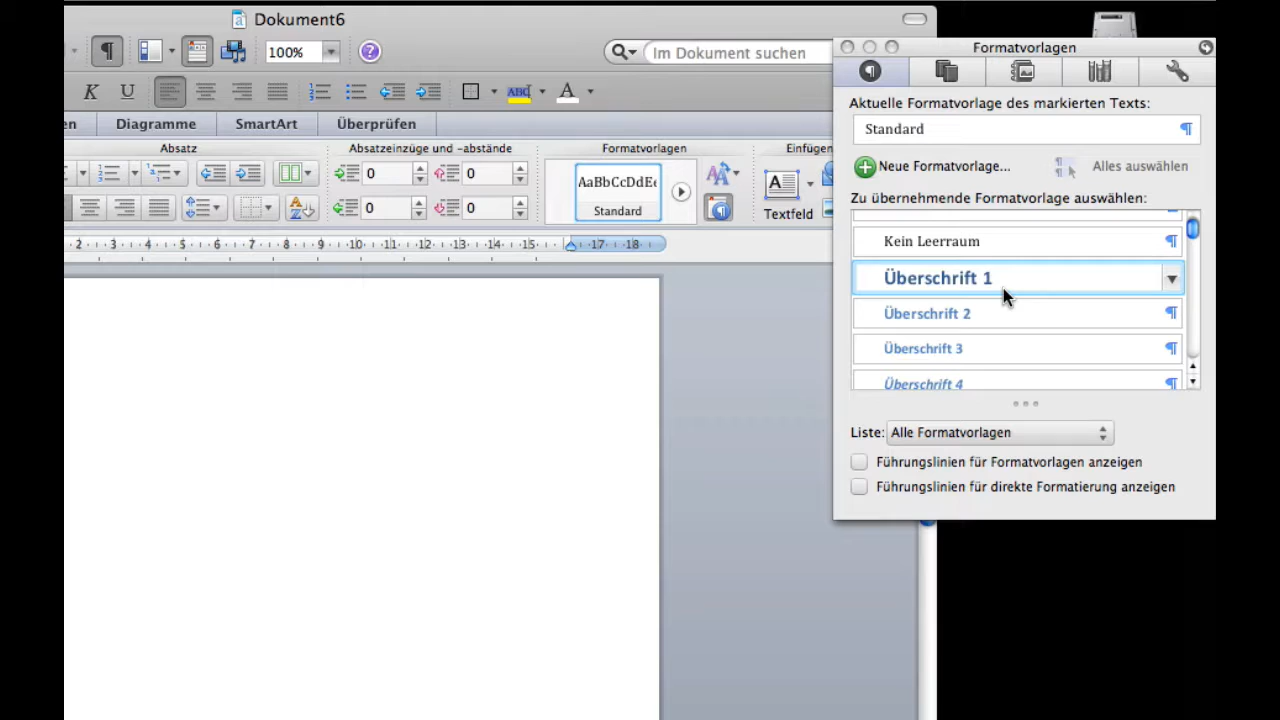 Dokument6
¶
100%
?
Im Dokument suchen
Formatvorlagen
K U
ABC
A
en
Diagramme
SmartArt
Überprüfen
Absatz
Absatzeinzüge und -abstände
Formatvorlagen
Einfügen
0
0
AaBbCcDdEe
A
Standard
Textfeld
0
0
2 3 4 5 6 7 8 9 10 11 12 13 14 15 17 18
Aktuelle Formatvorlage des markierten Texts:
Standard ¶
Neue Formatvorlage...
Alles auswählen
Zu übernehmende Formatvorlage auswählen:
Kein Leerraum ¶
Überschrift 1
Überschrift 2 ¶
Überschrift 3 ¶
Überschrift 4 ¶
Liste: Alle Formatvorlagen
Führungslinien für Formatvorlagen anzeigen
Führungslinien für direkte Formatierung anzeigen